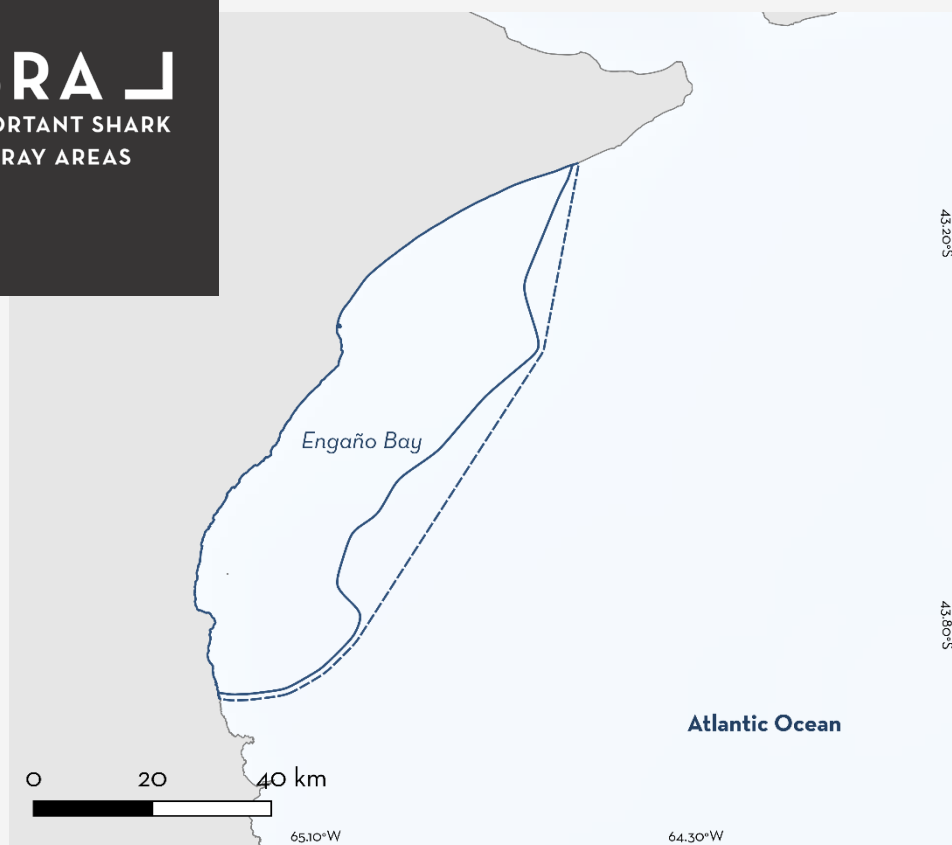 RA
SHARK
RAY AREAS
43.20°S
Engaño Bay
43.80°S
Atlantic Ocean
0 20 40 km
65.10°W 64.30°W